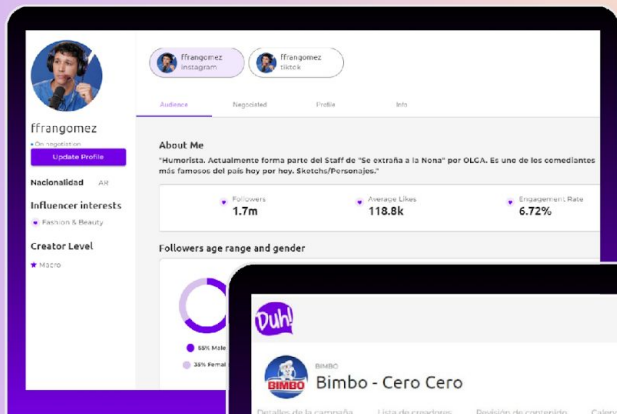 ffrangomez
instagram
ffrangomez
tiktok
Audience
Negociated
Profile
Info
ffrangomez
On negotiation
Update Profile
Nacionalidad AR
Influencer interests
Fashion & Beauty
Creator Level
Macro
About Me
"Humorista. Actualmente forma parte del Staff de "Se extraña a la Nona" por OLGA. Es uno de los comediantes
más famosos del país hoy por hoy. Sketchs/Personajes."
Followers
1.7m
Average Likes
118.8k
Engagement Rate
6.72%
Followers age range and gender
Male
Duh!
BIMBO
BIMBO
Bimbo - Cero Cero
Detalles de la campaña
Lista de creadores
Revisión de contenido